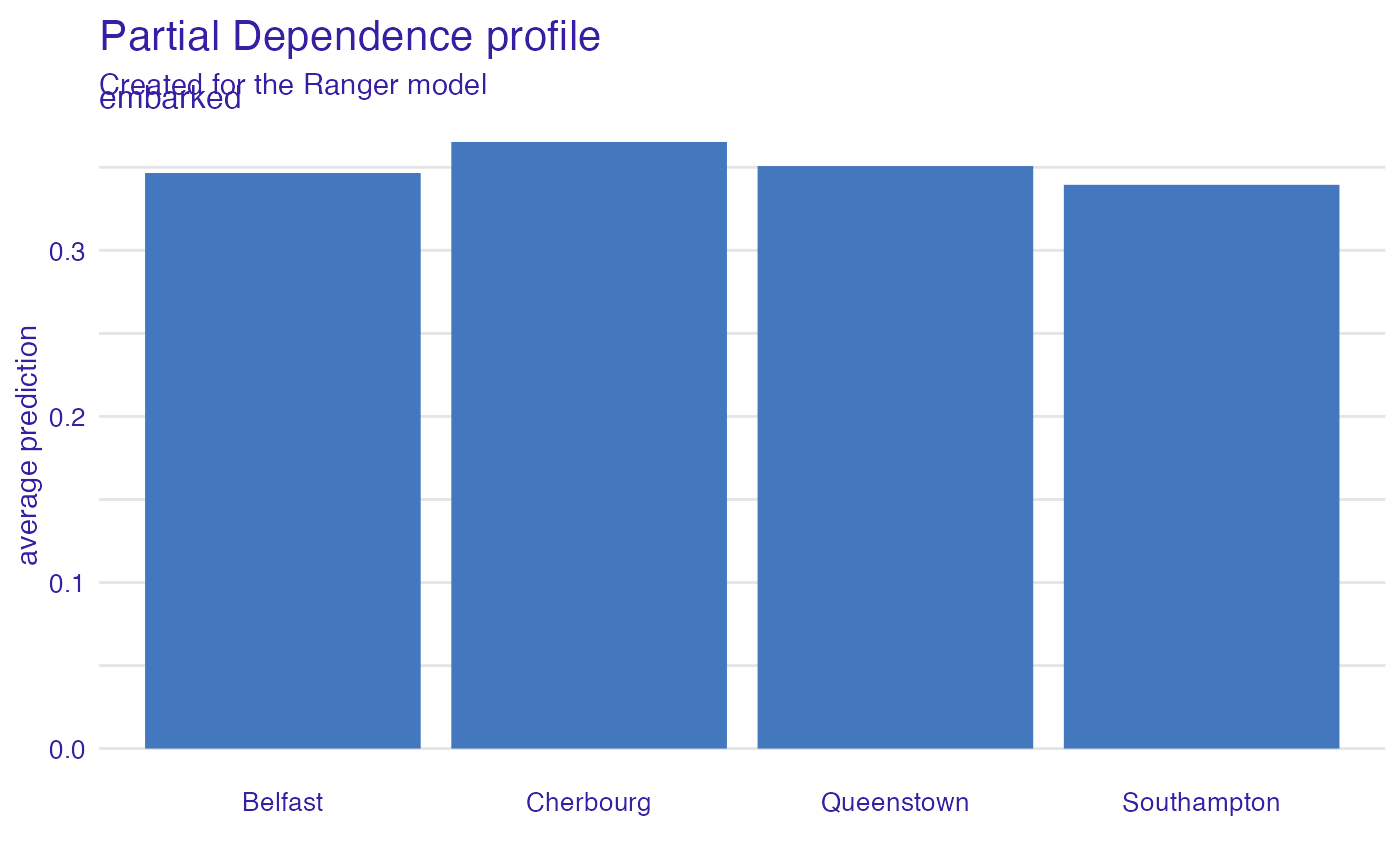 Partial Dependence profile
Created for the Ranger model
embarked
average prediction
0.3
0.2
0.1
0.0
Belfast
Cherbourg
Queenstown
Southampton